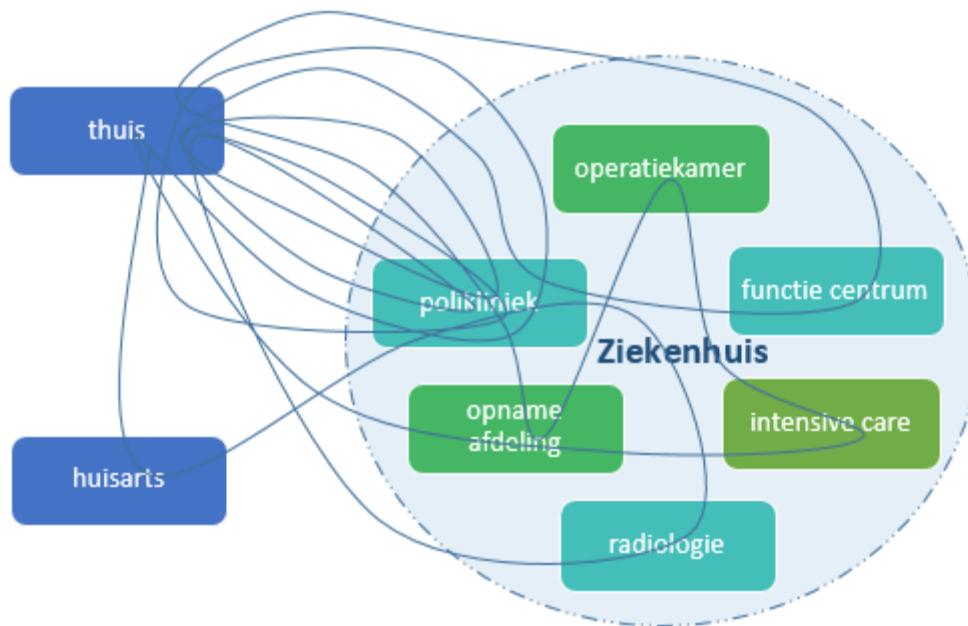 thuis
operatiekamer
polikliniek
functie centrum
Ziekenhuis
opname
afdeling
intensive care
huisarts
radiologie